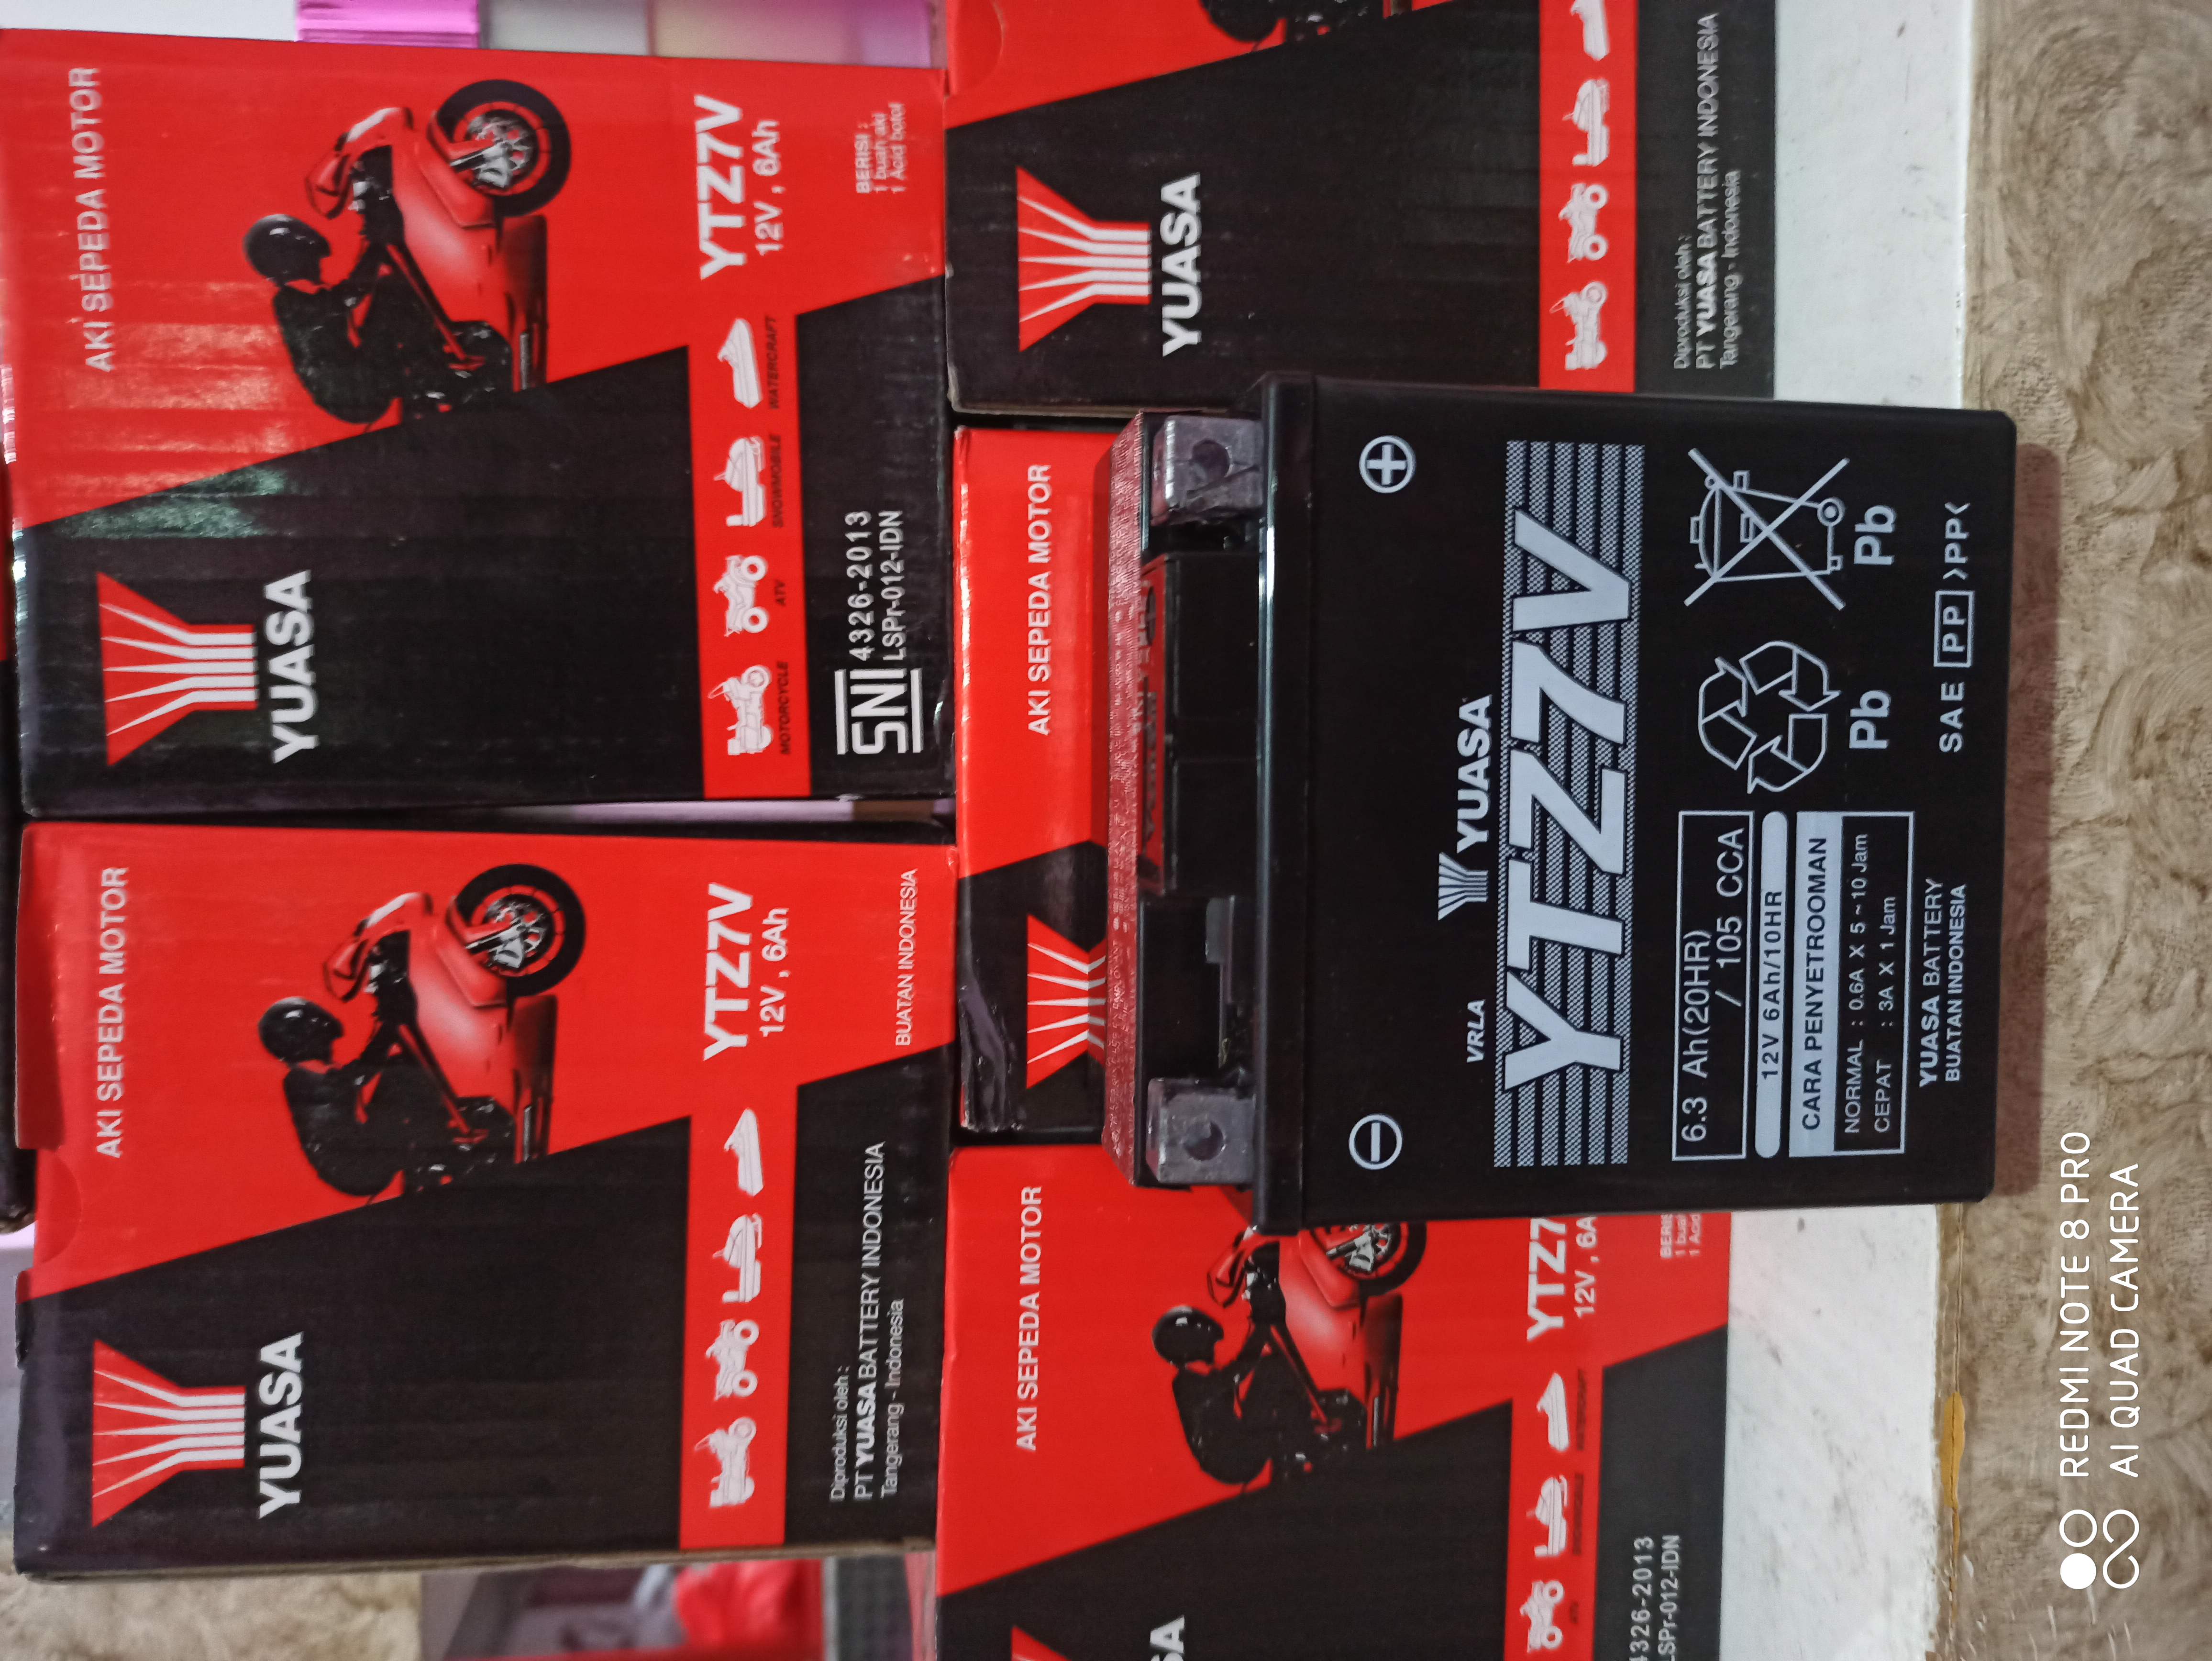 AKI SEPEDA MOTOR
YUASA
YTZ7V
12V , 6Ah
BUATAN INDONESIA
Diproduksi oleh :
PT YUASA BATTERY INDONESIA
Tangerang - Indonesia
AKI SEPEDA MOTOR
YUASA
YTZ7V
12V , 6Ah
MOTORCYCLE
ATV
SNOWMOBILE
WATERCRAFT
BERISI :
1 buah aki
1 Acid botol
SNI 4326-2013
LSPr-012-IDN
AKI SEPEDA MOTOR
YTZ7
12V , 6A
4326-2013
LSPr-012-IDN
AKI SEPEDA MOTOR
YUASA
Diproduksi oleh :
PT YUASA BATTERY INDONESIA
Tangerang - Indonesia
VRLA YUASA
YTZ7V
6.3 Ah(20HR)
/ 105 CCA
12V 6Ah/10HR
CARA PENYETROOMAN
NORMAL : 0.6A X 5 ~ 10 Jam
CEPAT : 3A X 1 Jam
Pb
Pb
YUASA BATTERY
BUATAN INDONESIA
SAE PP >PP<
REDMI NOTE 8 PRO
AI QUAD CAMERA